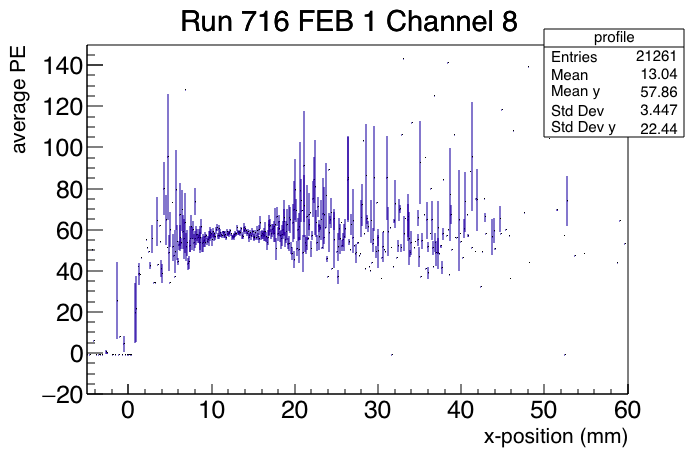 Run 716 FEB 1 Channel 8
average PE
profile
Entries 21261
Mean 13.04
Mean y 57.86
Std Dev 3.447
Std Dev y 22.44
140
120
100
80
60
40
20
0
−20
0 10 20 30 40 50 60
x-position (mm)